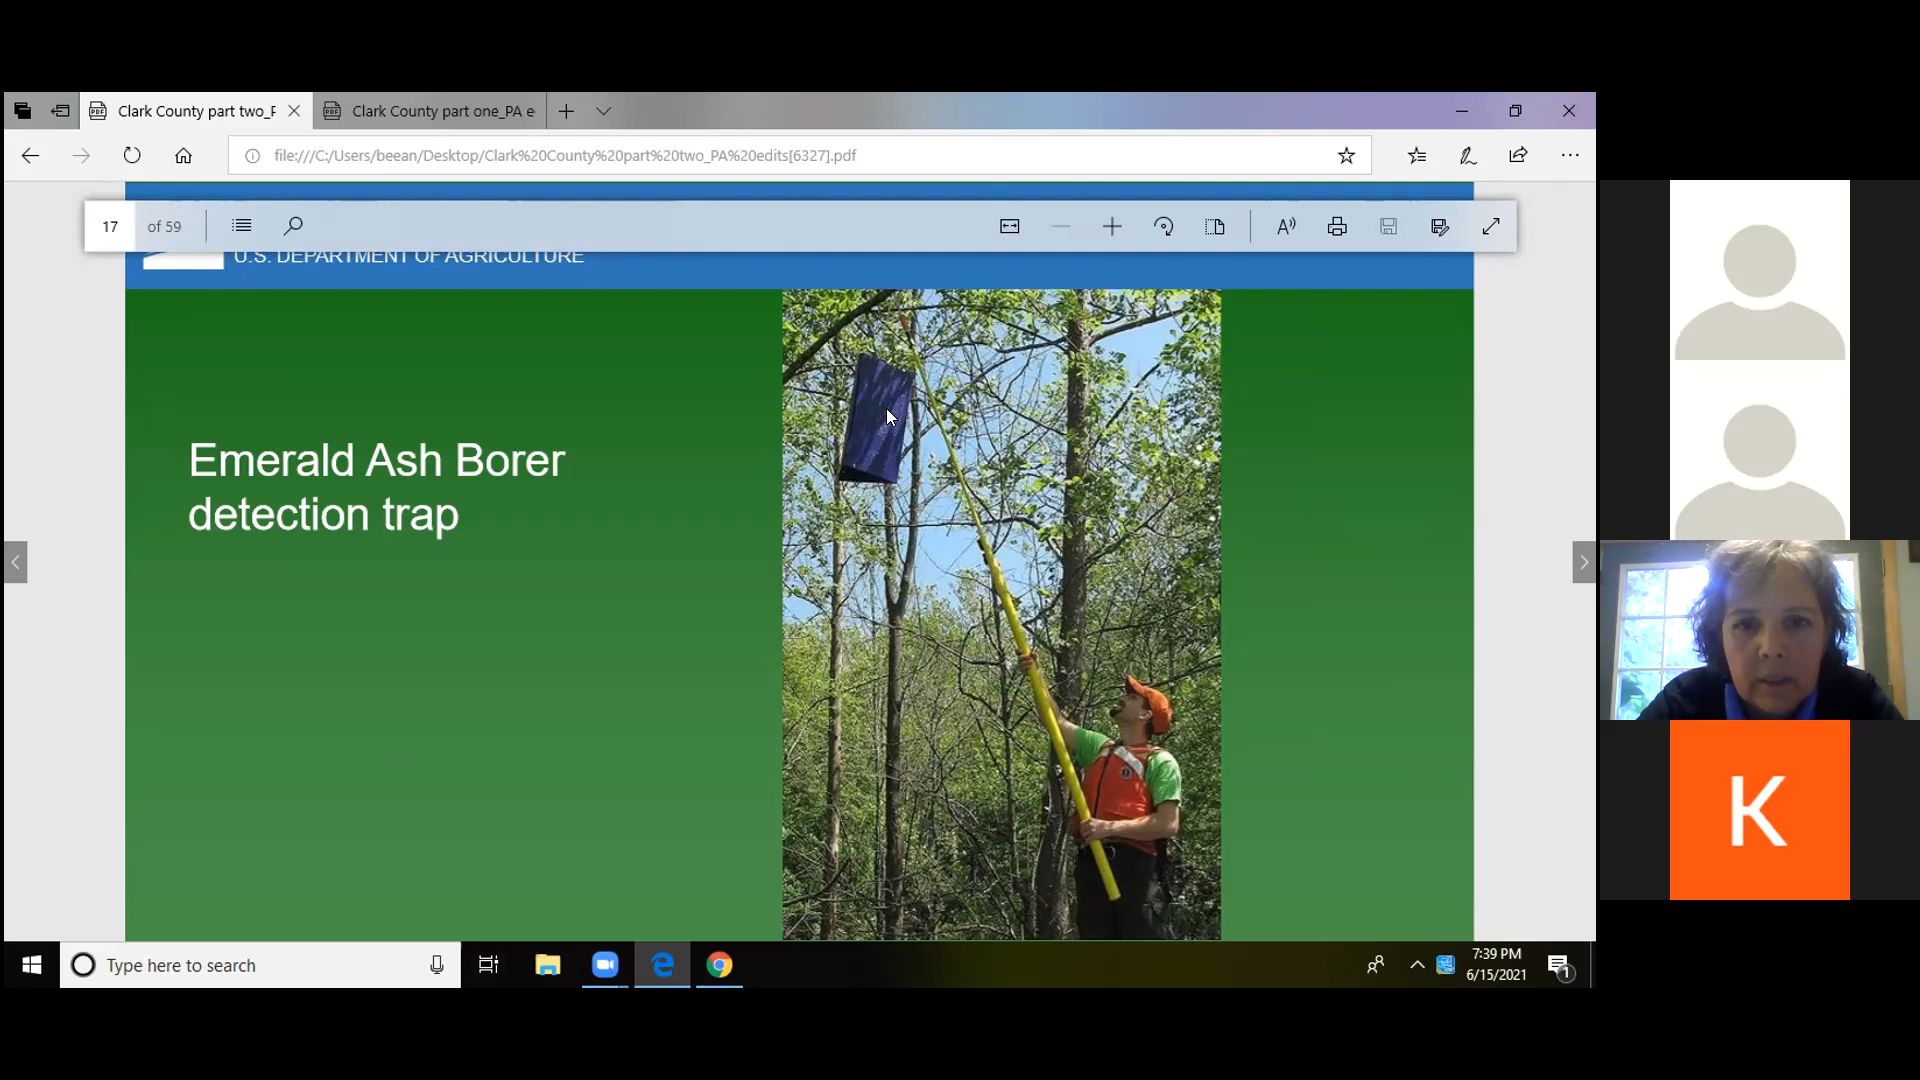 Clark County part two_P
Clark County part one_PA e
file:///C:/Users/beean/Desktop/Clark%20County%20part%20two_PA%20edits[6327].pdf
17 of 59
U.S. DEPARTMENT OF AGRICULTURE
Emerald Ash Borer
detection trap
K
Type here to search
7:39 PM
6/15/2021
1